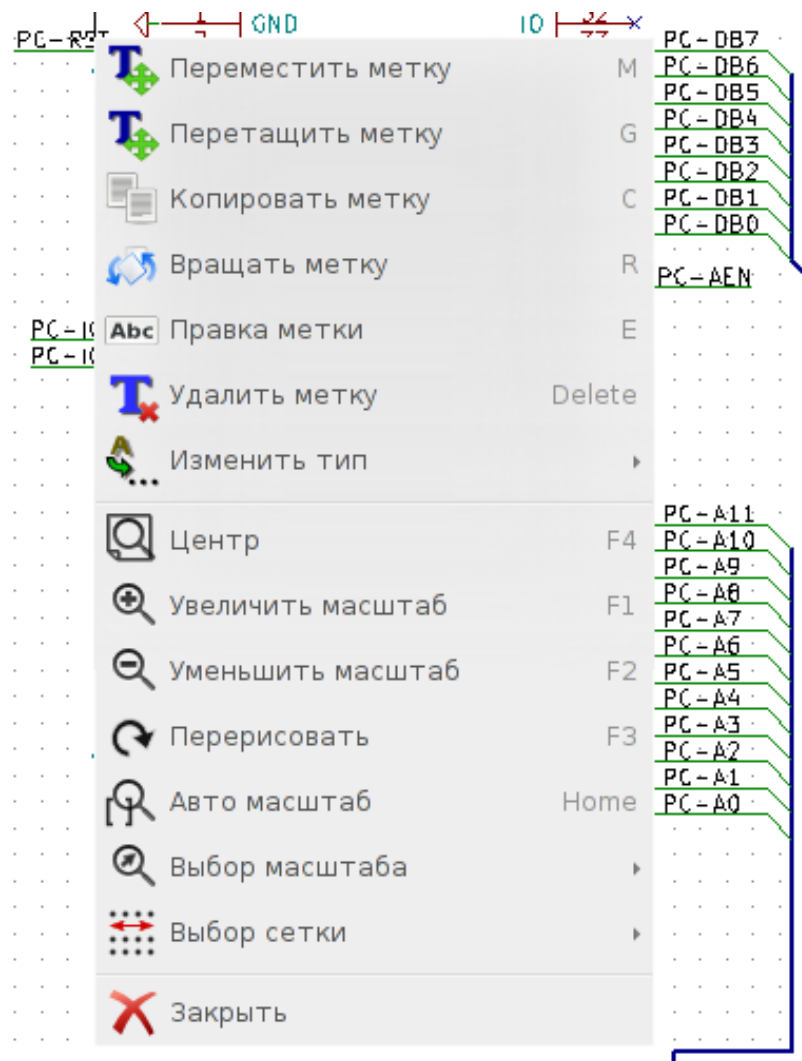 GND
IO
PC-RST
PC-DB7
Переместить метку M
PC-DB6
PC-DB5
Перетащить метку G
PC-DB4
PC-DB3
PC-DB2
Копировать метку C
PC-DB1
PC-DB0
Вращать метку R
PC-AEN
Abc Правка метки E
Удалить метку Delete
Изменить тип
PC-A11
Центр F4
PC-A10
PC-A9
PC-A8
Увеличить масштаб F1
PC-A7
PC-A6
Уменьшить масштаб F2
PC-A5
PC-A4
PC-A3
Перерисовать F3
PC-A2
PC-A1
Авто масштаб Home
PC-A0
Выбор масштаба
Выбор сетки
Закрыть